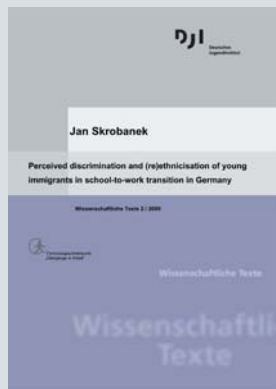 DJI
Deutsches
Jugendinstitut
Jan Skrobanek
Perceived discrimination and (re)ethnicisation of young
immigrants in school-to-work transition in Germany
Wissenschaftliche Texte 2 / 2009
Wissenschaftliche Texte
Wissenschaftli
Texte